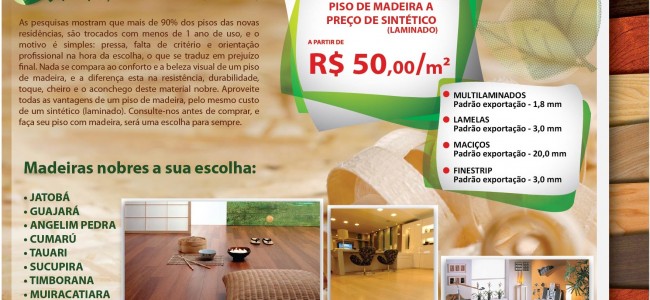 PISO DE MADEIRA A
PREÇO DE SINTÉTICO
(LAMINADO)
A PARTIR DE
R$ 50,00/m²
As pesquisas mostram que mais de 90% dos pisos das novas
residências, são trocados com menos de 1 ano de uso, e o
motivo é simples: pressa, falta de critério e orientação
profissional na hora da escolha, o que se traduz em prejuízo
final. Nada se compara ao conforto e a beleza visual de um piso
de madeira, e a diferença esta na resistência, durabilidade,
toque, cheiro e o aconchego deste material nobre. Aproveite
todas as vantagens de um piso de madeira, pelo mesmo custo
de um sintético (laminado). Consulte-nos antes de comprar, e
faça seu piso com madeira, será uma escolha para sempre.
• MULTILAMINADOS
Padrão exportação - 1,8 mm
• LAMELAS
Padrão exportação - 3,0 mm
• MACIÇOS
Padrão exportação - 20,0 mm
• FINESTRIP
Padrão exportação - 3,0 mm
Madeiras nobres a sua escolha:
• JATOBÁ
• GUAJARÁ
• ANGELIM PEDRA
• CUMARÚ
• TAUARI
• SUCUPIRA
• TIMBORANA
• MUIRACATIARA